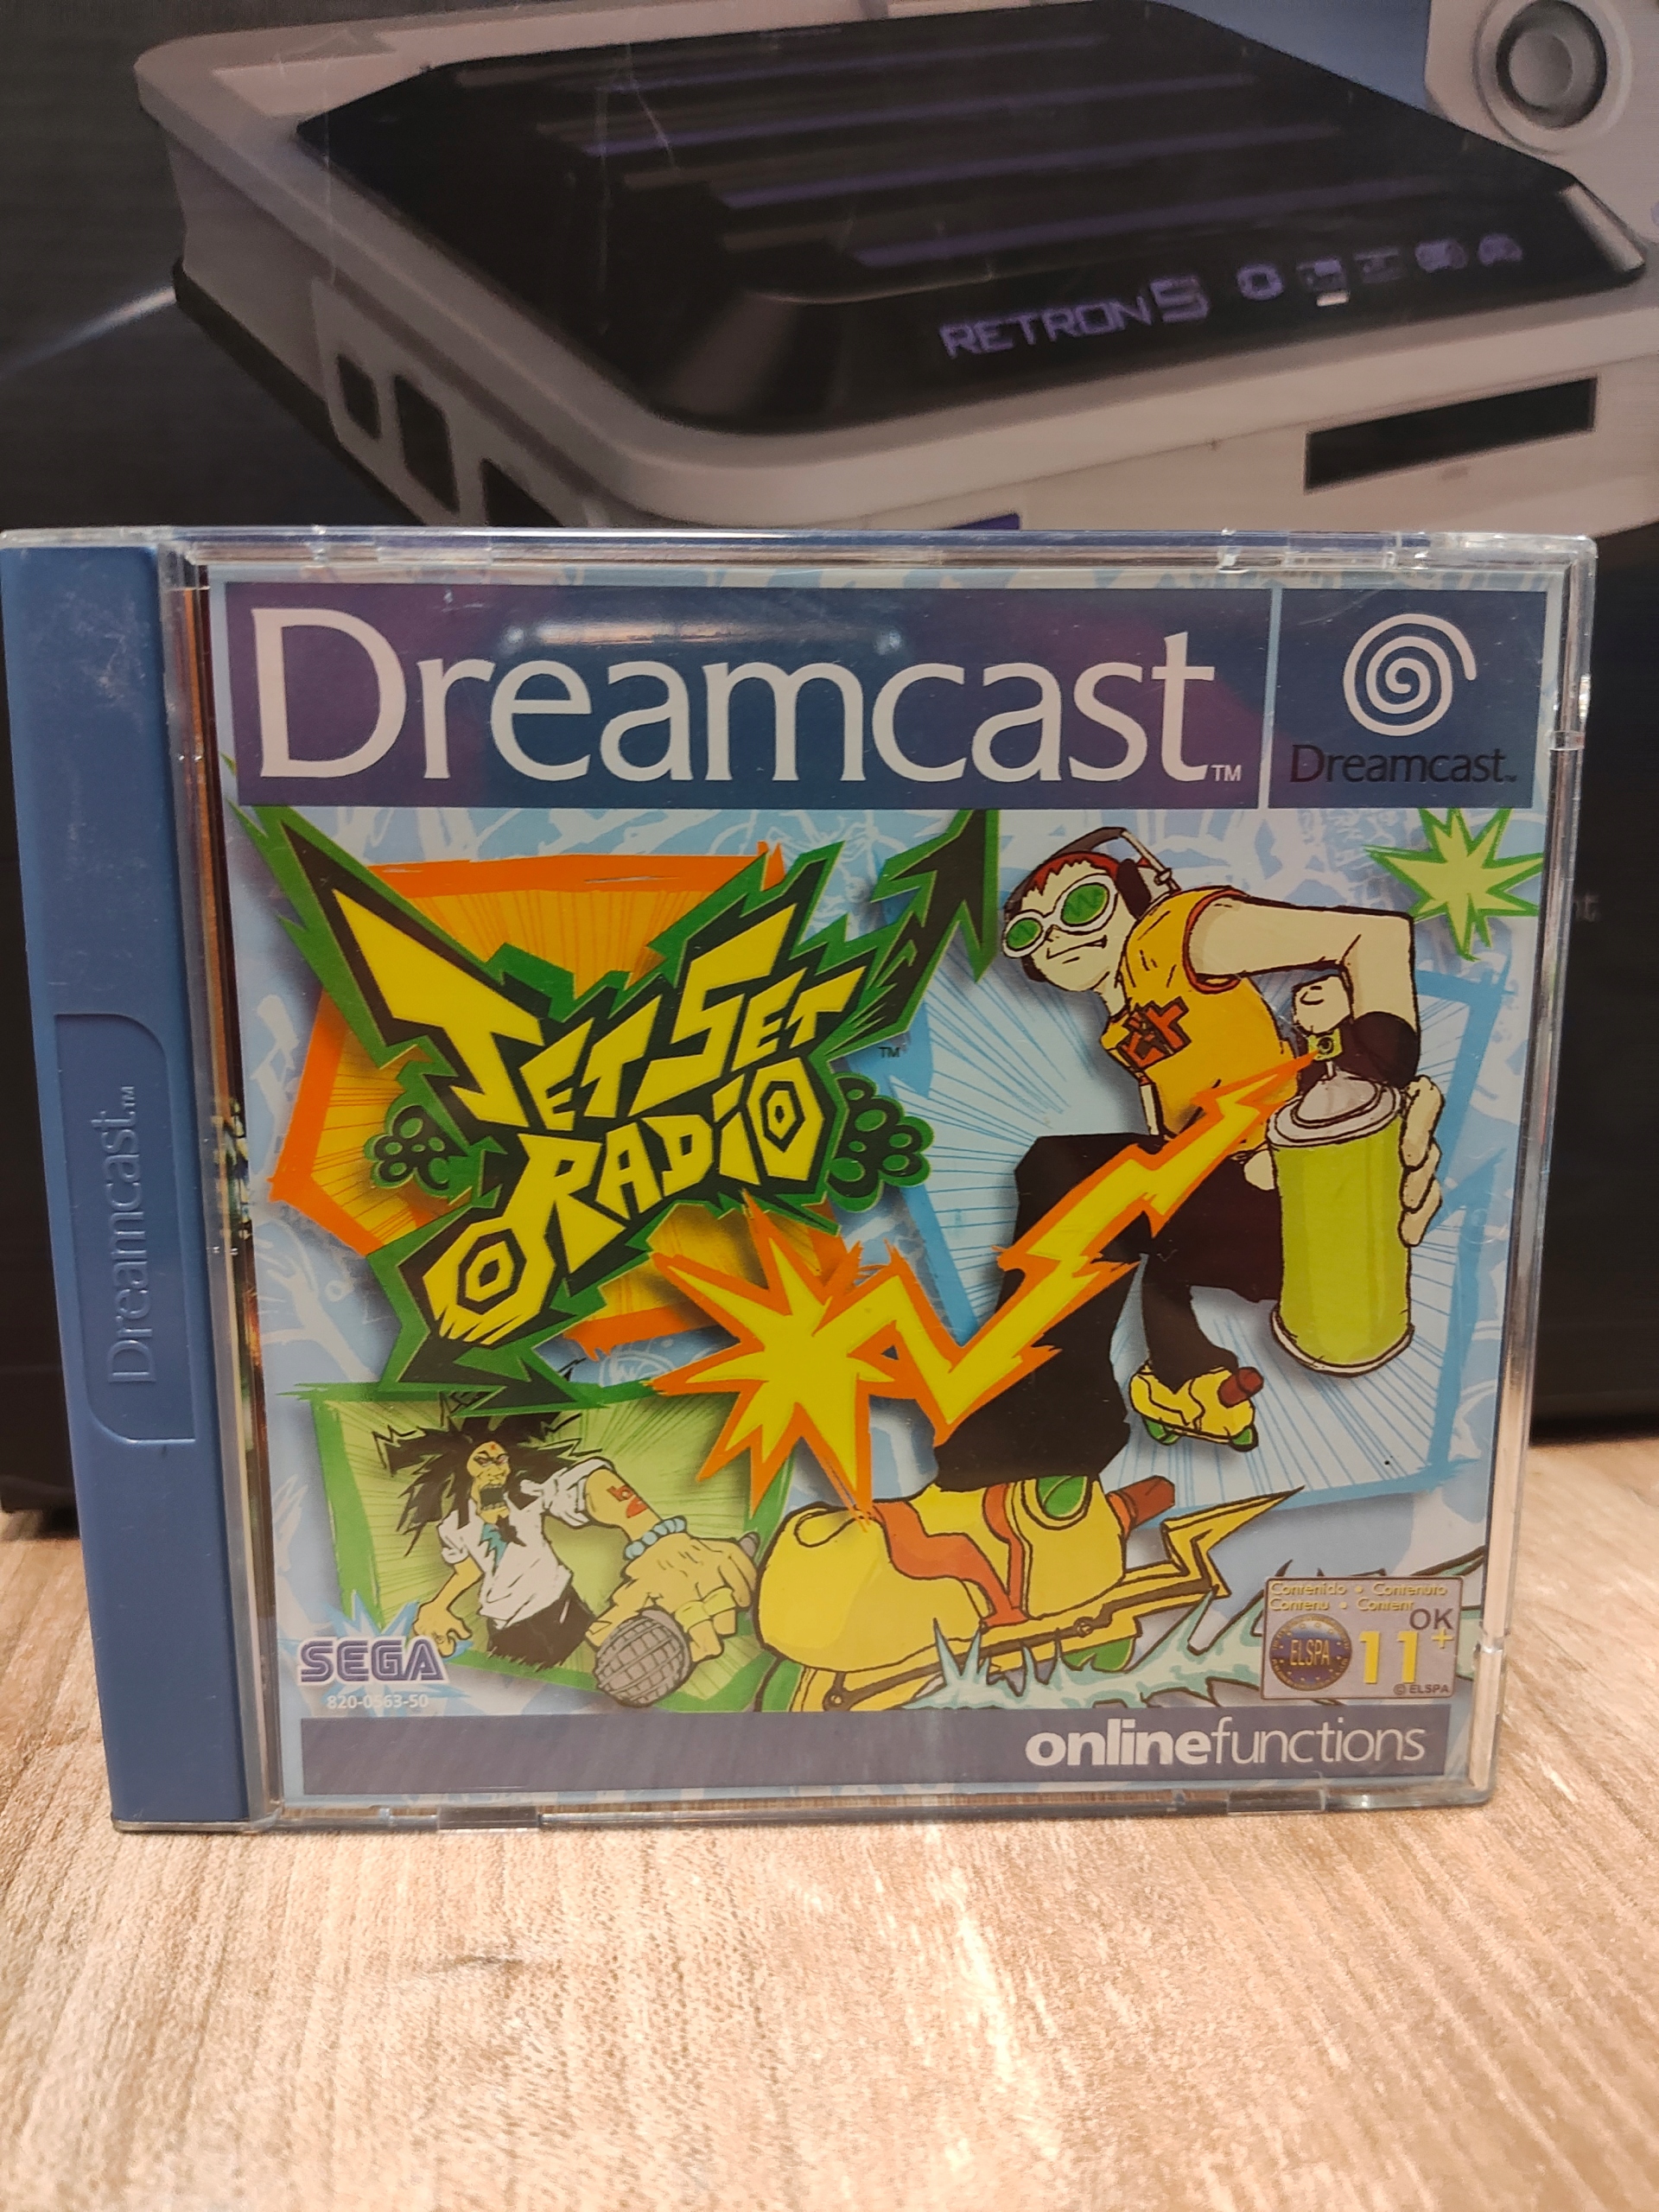 RETRON 5
Dreamcast™
Dreamcast™
Dreamcast™
JET SET
RADIO
™
Contenido • Contenuto
Contenu • Content
OK
ELSPA
11+
© ELSPA
SEGA
820-0563-50
onlinefunctions